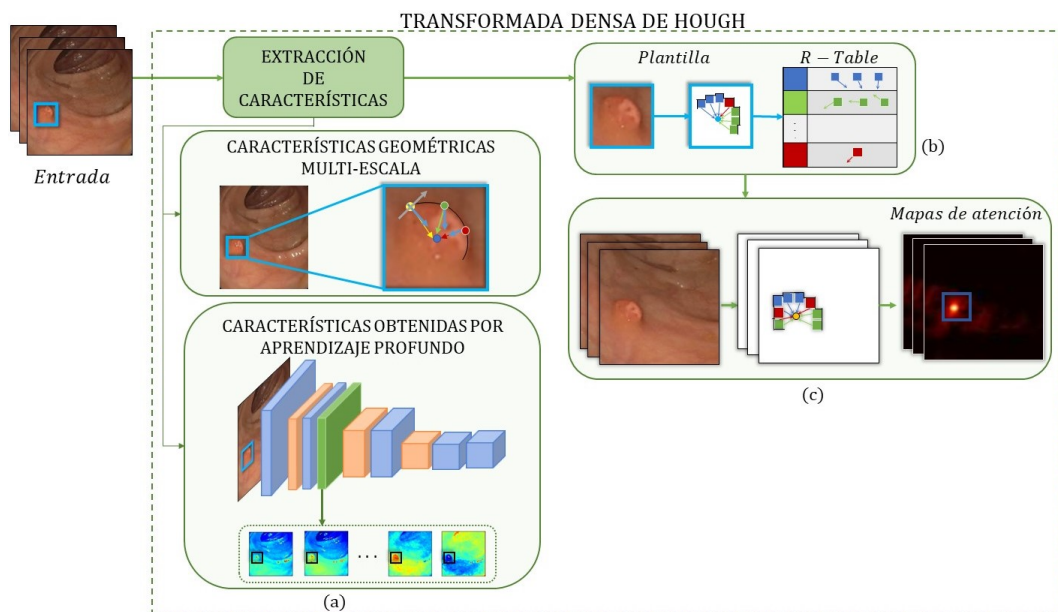 TRANSFORMADA DENSA DE HOUGH
Entrada
EXTRACCIÓN
DE
CARACTERÍSTICAS
CARACTERÍSTICAS GEOMÉTRICAS
MULTI-ESCALA
CARACTERÍSTICAS OBTENIDAS POR
APRENDIZAJE PROFUNDO
...
(a)
Plantilla
R − Table
(b)
Mapas de atención
(c)